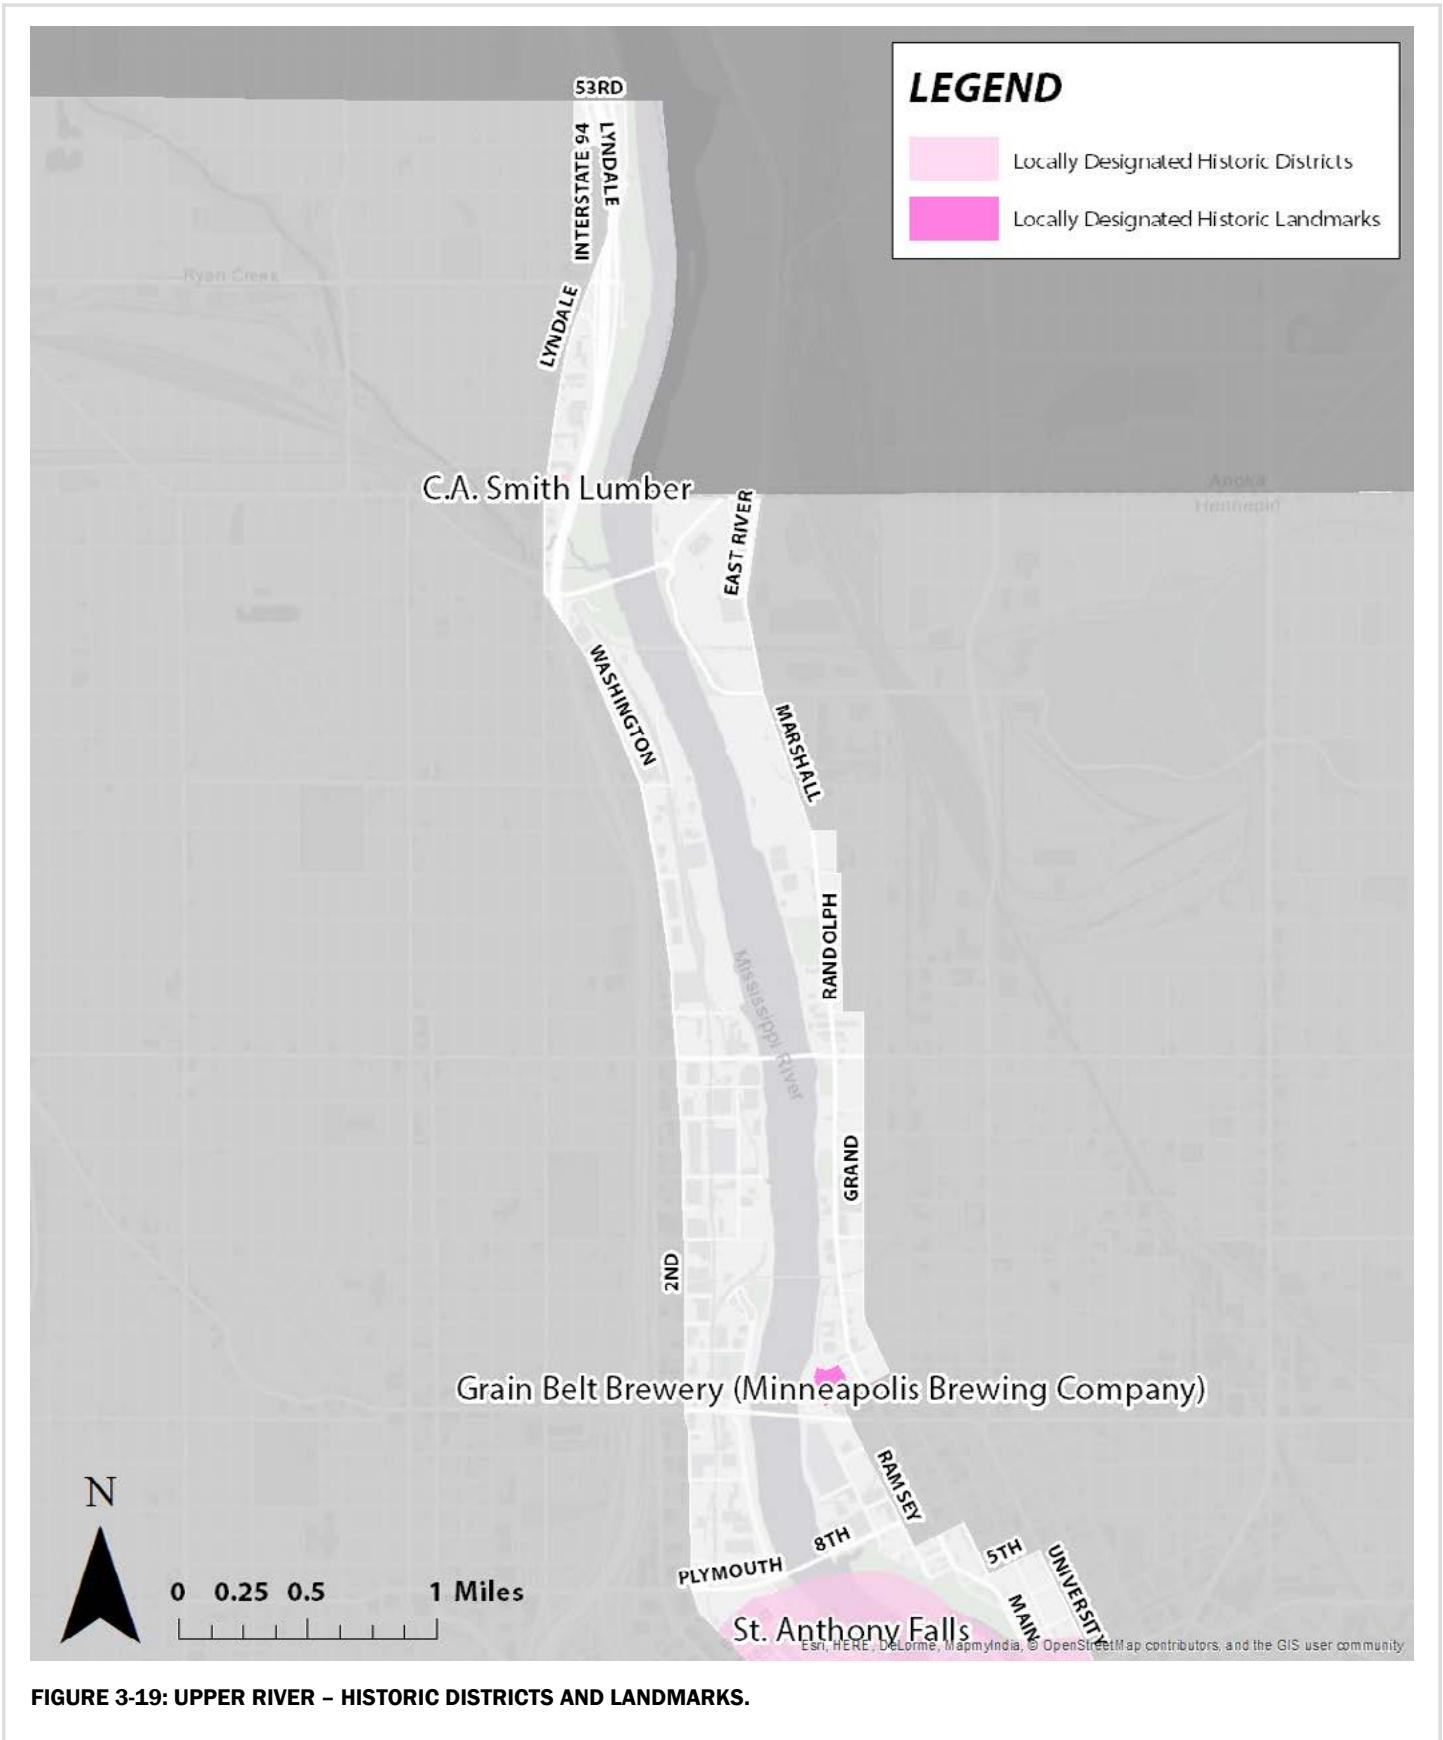 53RD
LEGEND
Locally Designated Historic Districts
Locally Designated Historic Landmarks
INTERSTATE 94
LYNDALE
Ryan Creek
LYNDALE
C.A. Smith Lumber
Anoka
Hennepin
EAST RIVER
WASHINGTON
MARSHALL
RANDOLPH
Mississippi River
GRAND
2ND
Grain Belt Brewery (Minneapolis Brewing Company)
RAMSEY
N
8TH
5TH
UNIVERSITY
PLYMOUTH
0 0.25 0.5 1 Miles
MAIN
St. Anthony Falls
Esri, HERE, DeLorme, MapmyIndia, © OpenStreetMap contributors, and the GIS user community
FIGURE 3-19: UPPER RIVER – HISTORIC DISTRICTS AND LANDMARKS.